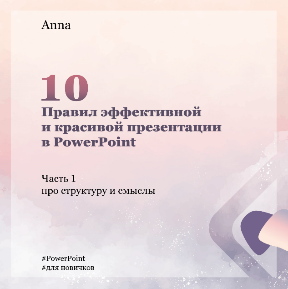 Anna
10
Правил эффективной
и красивой презентации
в PowerPoint
Часть 1
про структуру и смыслы
#PowerPoint
#для новичков